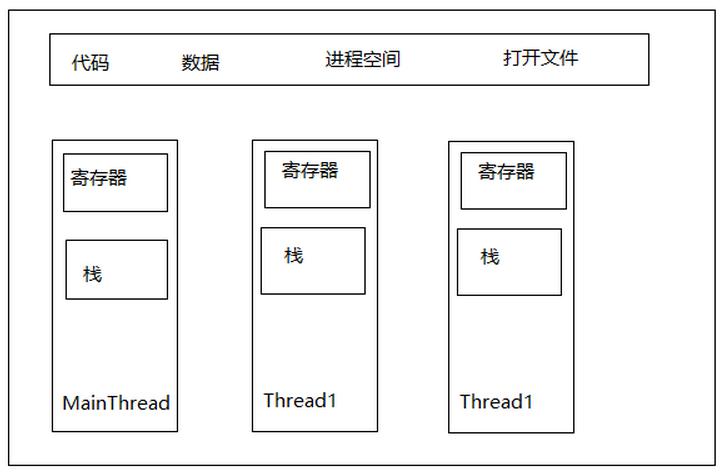 代码 数据 进程空间 打开文件
寄存器 寄存器 寄存器
栈 栈 栈
MainThread Thread1 Thread1